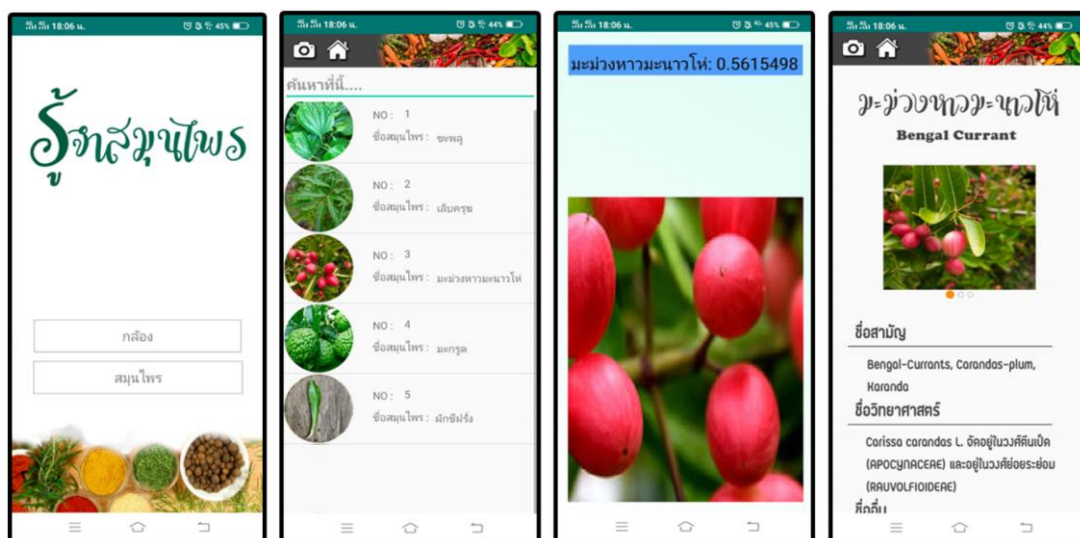 18:06 น.
45%
รู้จำสมุนไพร
กล้อง
สมุนไพร
18:06 น.
44%
ค้นหาที่นี่....
NO : 1
ชื่อสมุนไพร : ชะพลู
NO : 2
ชื่อสมุนไพร : เล็บครุฑ
NO : 3
ชื่อสมุนไพร : มะม่วงหาวมะนาวโห่
NO : 4
ชื่อสมุนไพร : มะกรูด
NO : 5
ชื่อสมุนไพร : ผักชีฝรั่ง
18:06 น.
45%
มะม่วงหาวมะนาวโห่: 0.5615498
18:06 น.
44%
มะม่วงหาวมะนาวโห่
Bengal Currant
ชื่อสามัญ
Bengal-Currants, Carandas-plum,
Karanda
ชื่อวิทยาศาสตร์
Carissa carandas L. จัดอยู่ในวงศ์ตีนเป็ด
(APOCYNACEAE) และอยู่ในวงศ์ย่อยระย่อม
(RAUVOLFIOIDEAE)
ชื่ออื่น